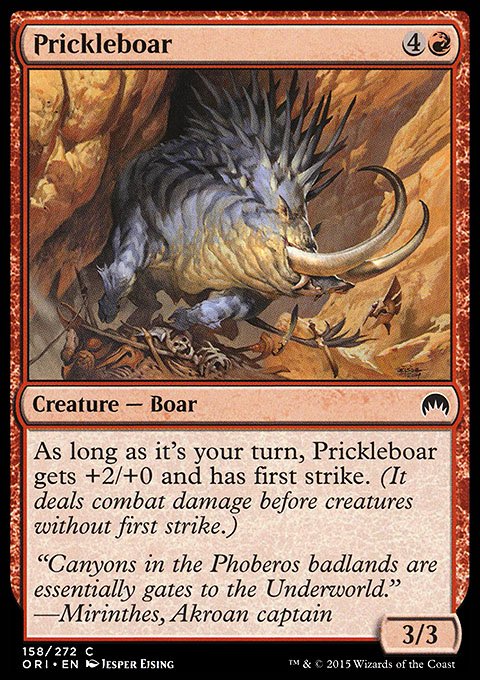 Prickleboar 4
Creature — Boar
As long as it's your turn, Prickleboar
gets +2/+0 and has first strike. (It
deals combat damage before creatures
without first strike.)
“Canyons in the Phoberos badlands are
essentially gates to the Underworld.”
—Mirinthes, Akroan captain
3/3
158/272 C
ORI • EN Jesper Ejsing
™ & © 2015 Wizards of the Coast